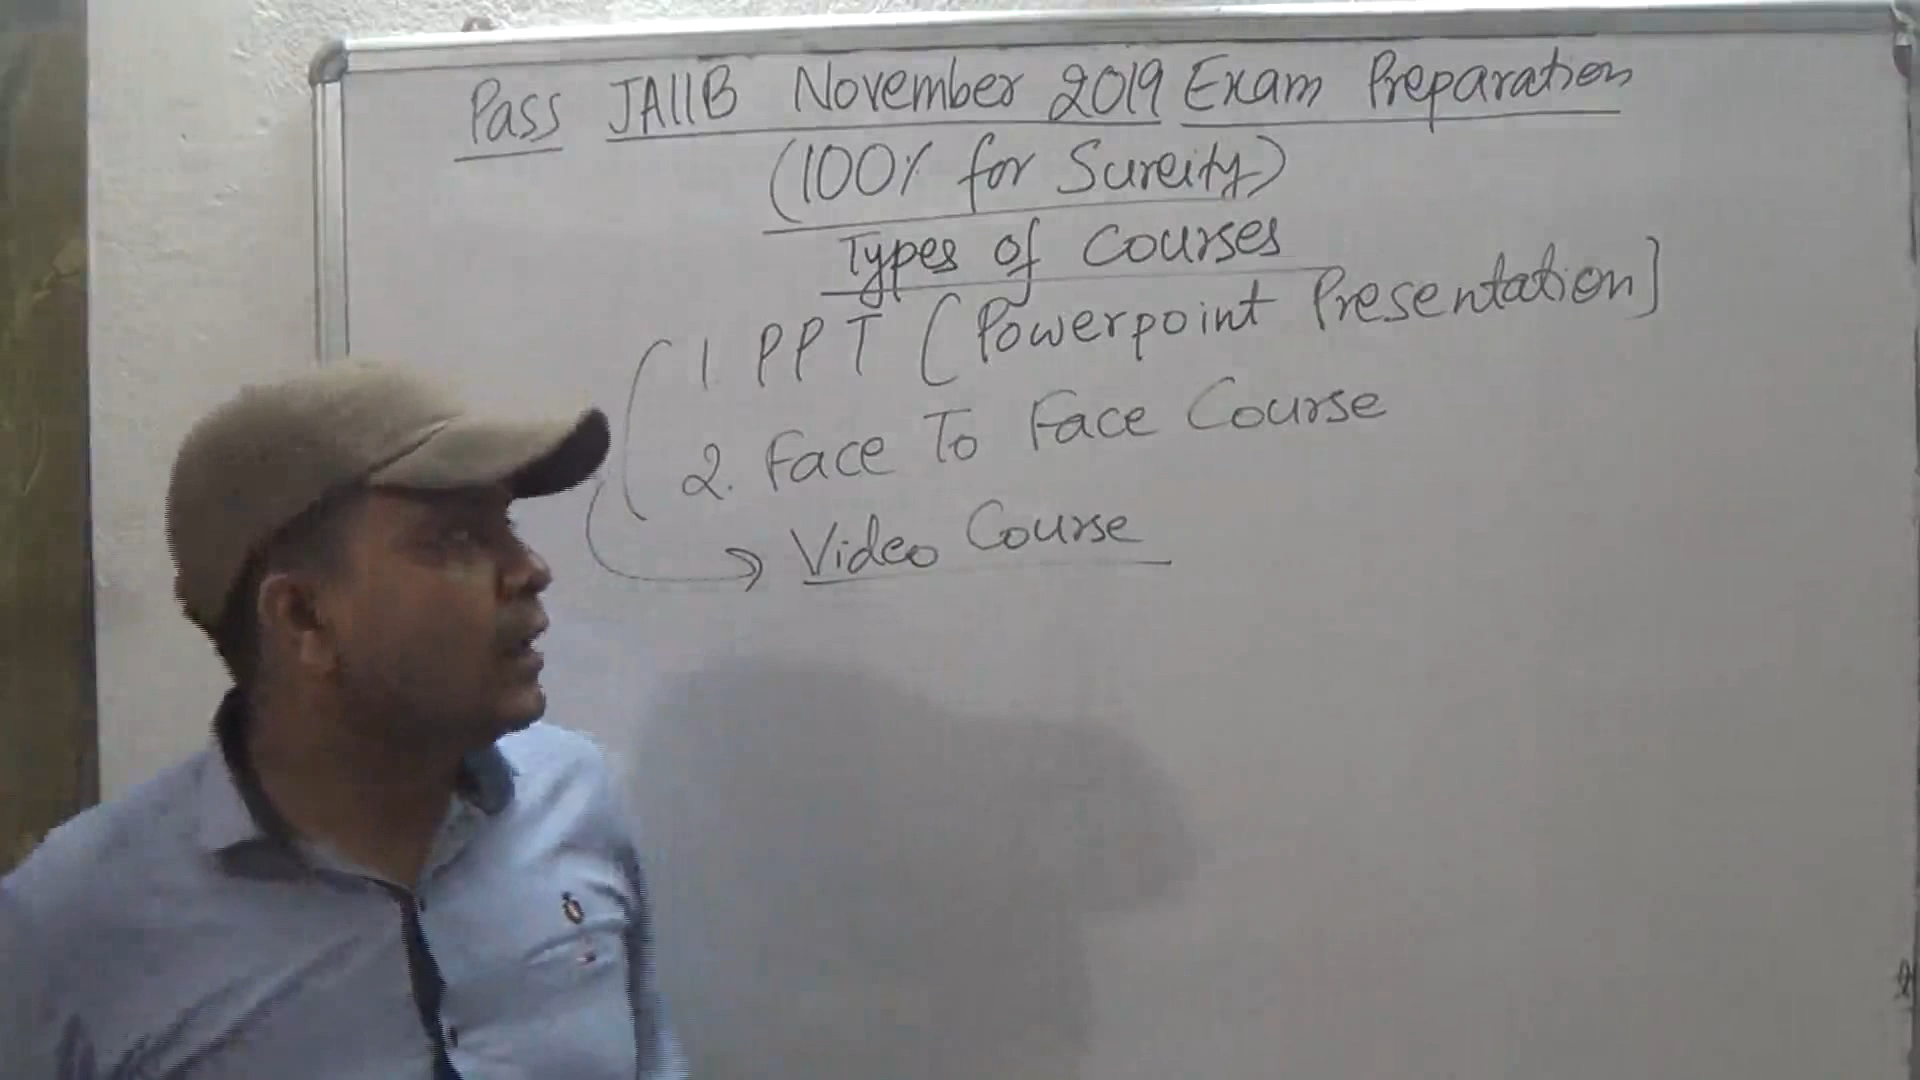 Pass JAIIB November 2019 Exam Preparation
(100% for Sureity)
Types of Courses
1. PPT (Powerpoint Presentation]
2. Face To Face Course
Video Course